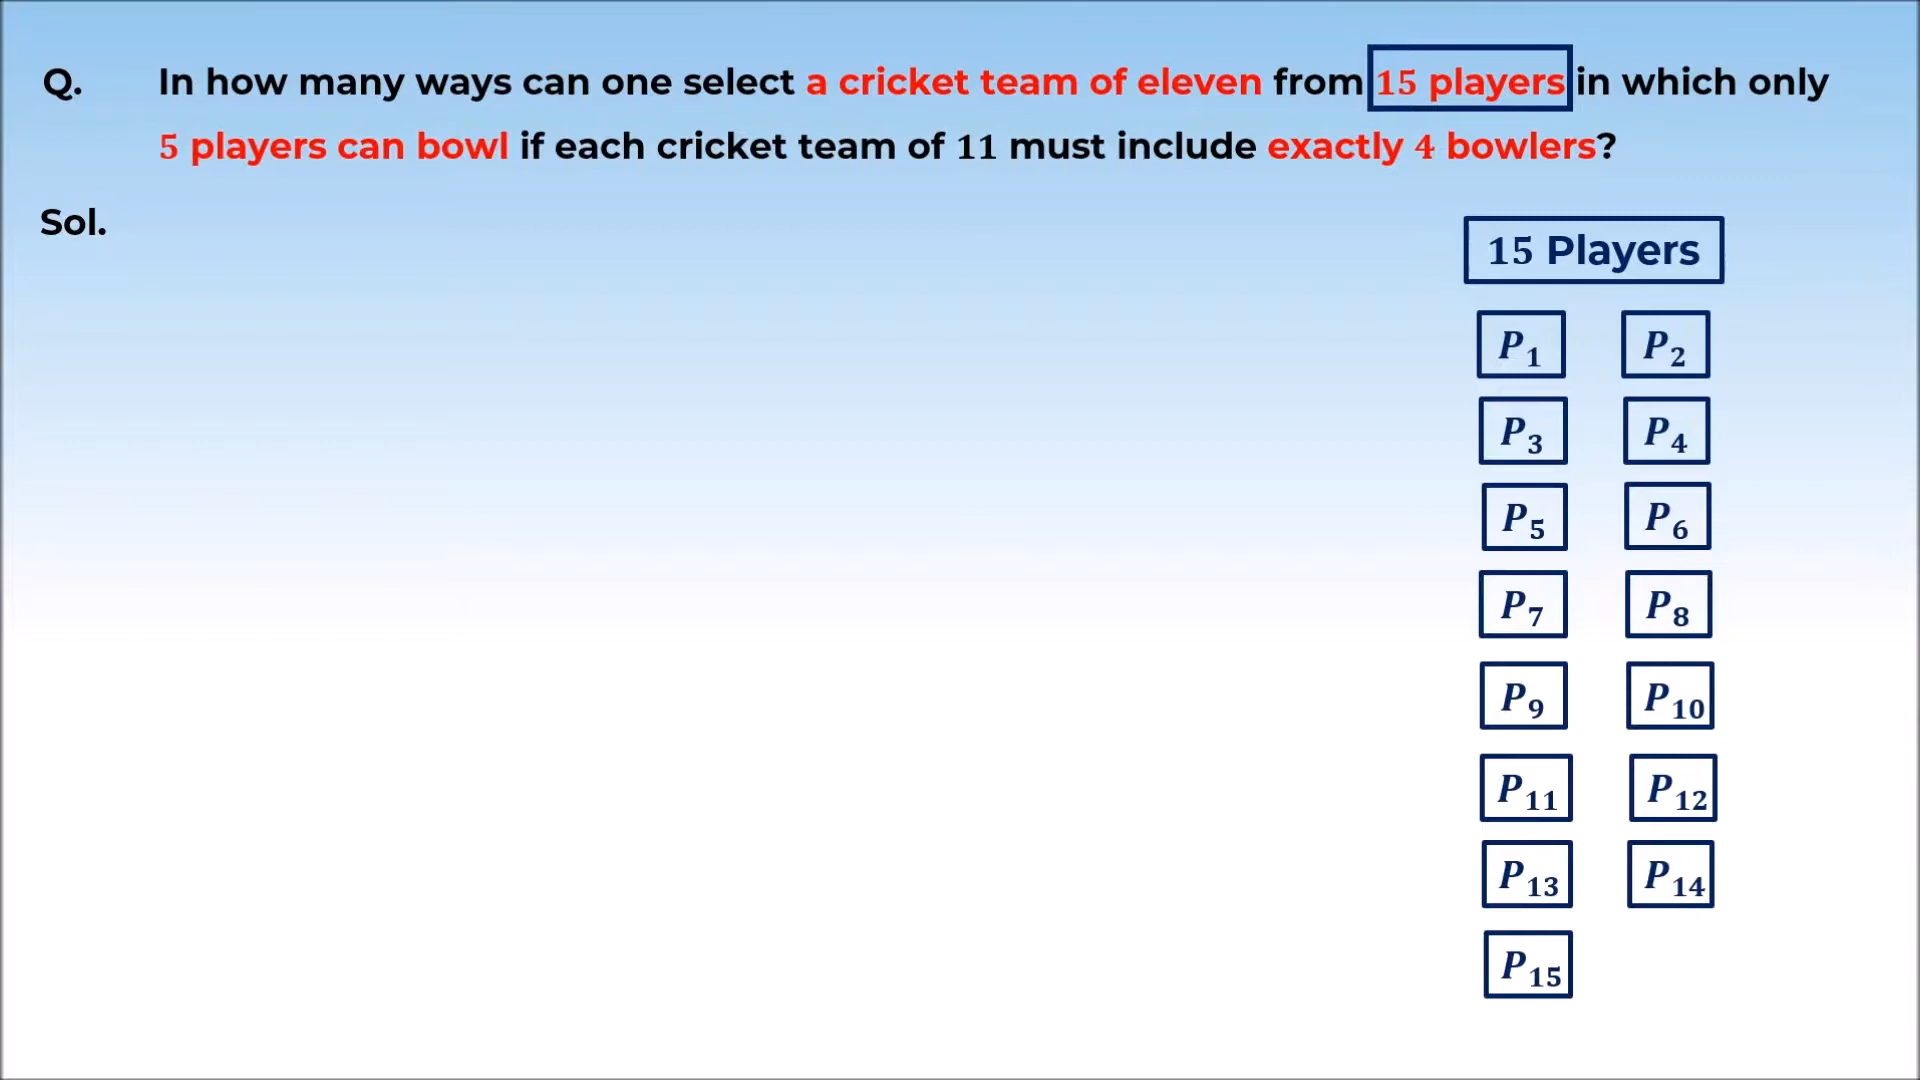 Q. In how many ways can one select a cricket team of eleven from 15 players in which only
5 players can bowl if each cricket team of 11 must include exactly 4 bowlers?
Sol.
15 Players
P1 P2
P3 P4
P5 P6
P7 P8
P9 P10
P11 P12
P13 P14
P15